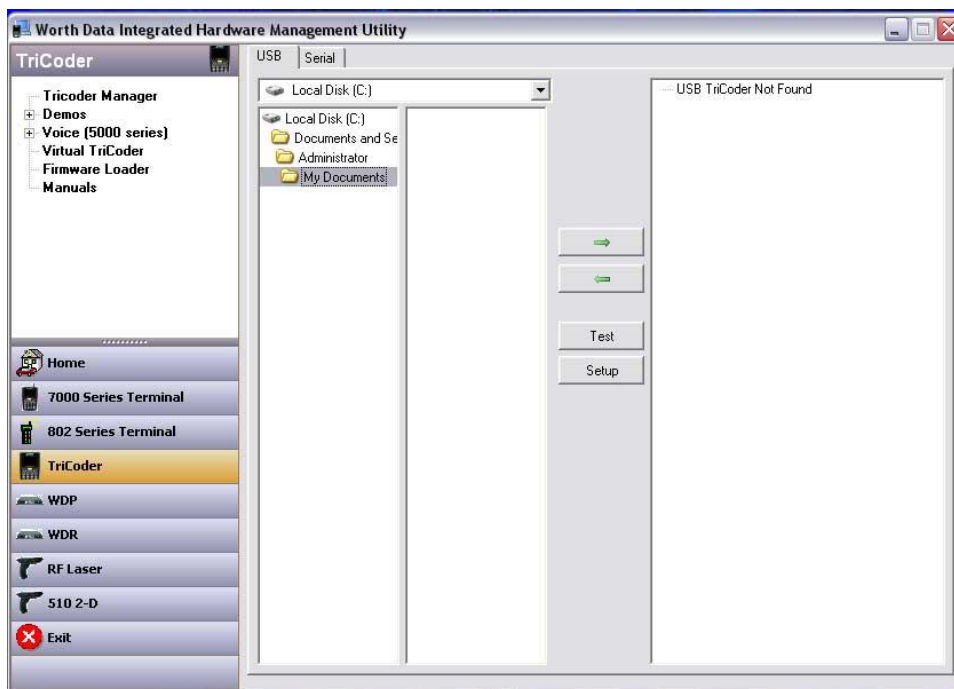 Worth Data Integrated Hardware Management Utility
TriCoder
Tricoder Manager
Demos
Voice (5000 series)
Virtual TriCoder
Firmware Loader
Manuals
Home
7000 Series Terminal
802 Series Terminal
TriCoder
WDP
WDR
RF Laser
510 2-D
Exit
USB
Serial
Local Disk (C:)
Local Disk (C:)
Documents and Se
Administrator
My Documents
Test
Setup
USB TriCoder Not Found